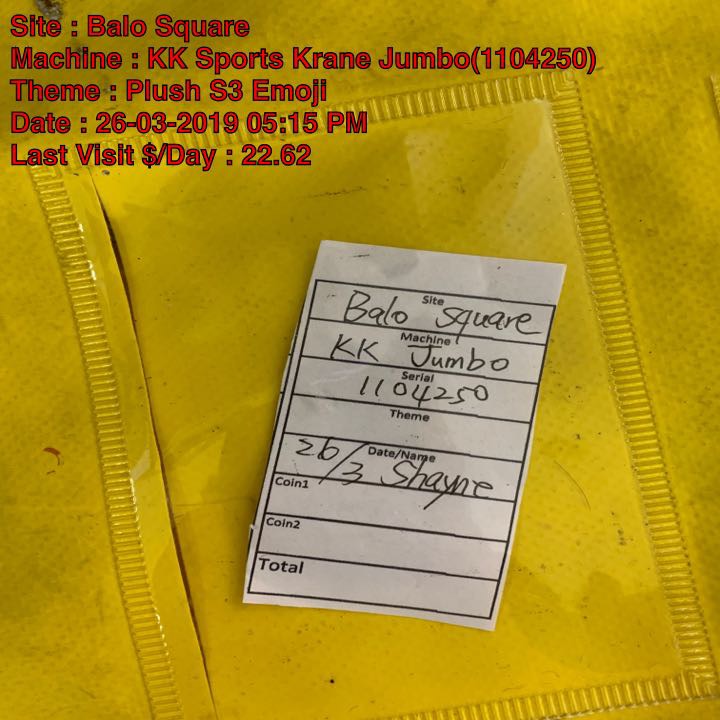 Site : Balo Square
Machine : KK Sports Krane Jumbo(1104250)
Theme : Plush S3 Emoji
Date : 26-03-2019 05:15 PM
Last Visit $/Day : 22.62
Site
Balo Square
Machine
KK Jumbo
Serial
1104250
Theme
Date/Name
26/3 Shayne
Coin1
Coin2
Total